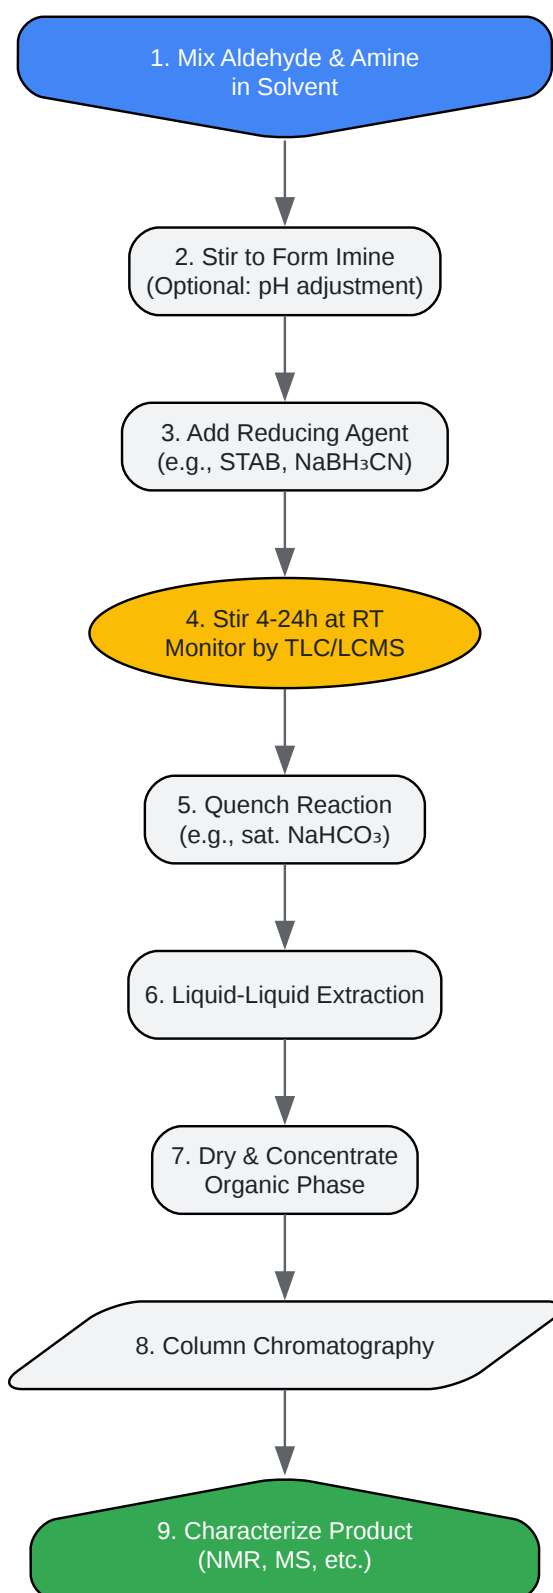 1. Mix Aldehyde & Amine
in Solvent
2. Stir to Form Imine
(Optional: pH adjustment)
3. Add Reducing Agent
(e.g., STAB, NaBH₃CN)
4. Stir 4-24h at RT
Monitor by TLC/LCMS
5. Quench Reaction
(e.g., sat. NaHCO₃)
6. Liquid-Liquid Extraction
7. Dry & Concentrate
Organic Phase
8. Column Chromatography
9. Characterize Product
(NMR, MS, etc.)